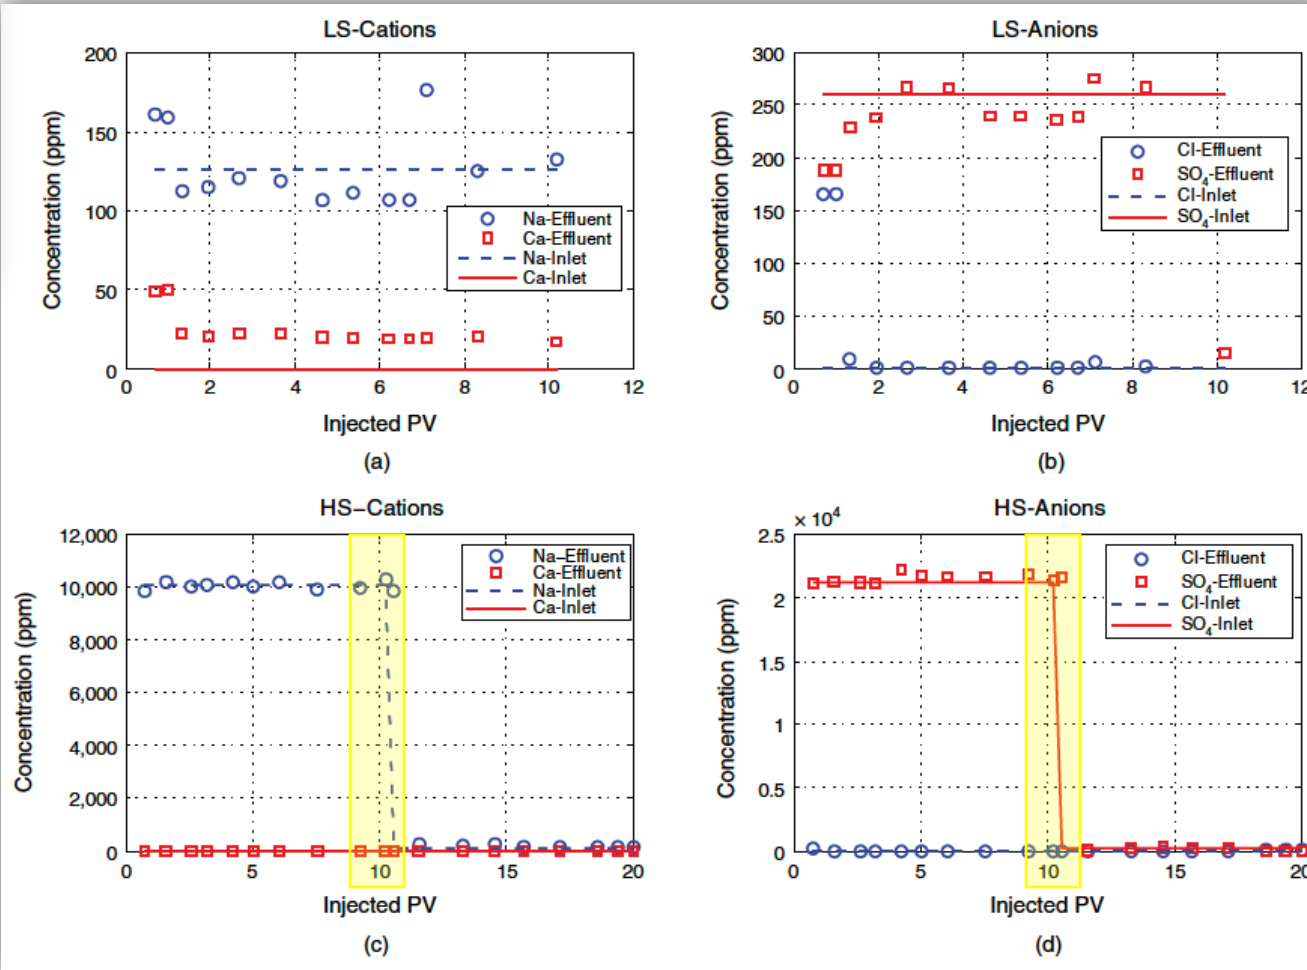 LS-Cations
200
150
100
50
0
Concentration (ppm)
Na-Effluent
Ca-Effluent
Na-Inlet
Ca-Inlet
0 2 4 6 8 10 12
Injected PV
(a)
LS-Anions
300
250
200
150
100
50
0
Concentration (ppm)
Cl-Effluent
SO4-Effluent
Cl-Inlet
SO4-Inlet
0 2 4 6 8 10 12
Injected PV
(b)
HS–Cations
12,000
10,000
8,000
6,000
4,000
2,000
0
Concentration (ppm)
Na–Effluent
Ca-Effluent
Na-Inlet
Ca-Inlet
0 5 10 15 20
Injected PV
(c)
HS-Anions
× 10⁴
2.5
2
1.5
1
0.5
0
Concentration (ppm)
Cl-Effluent
SO4-Effluent
Cl-Inlet
SO4-Inlet
0 5 10 15 20
Injected PV
(d)